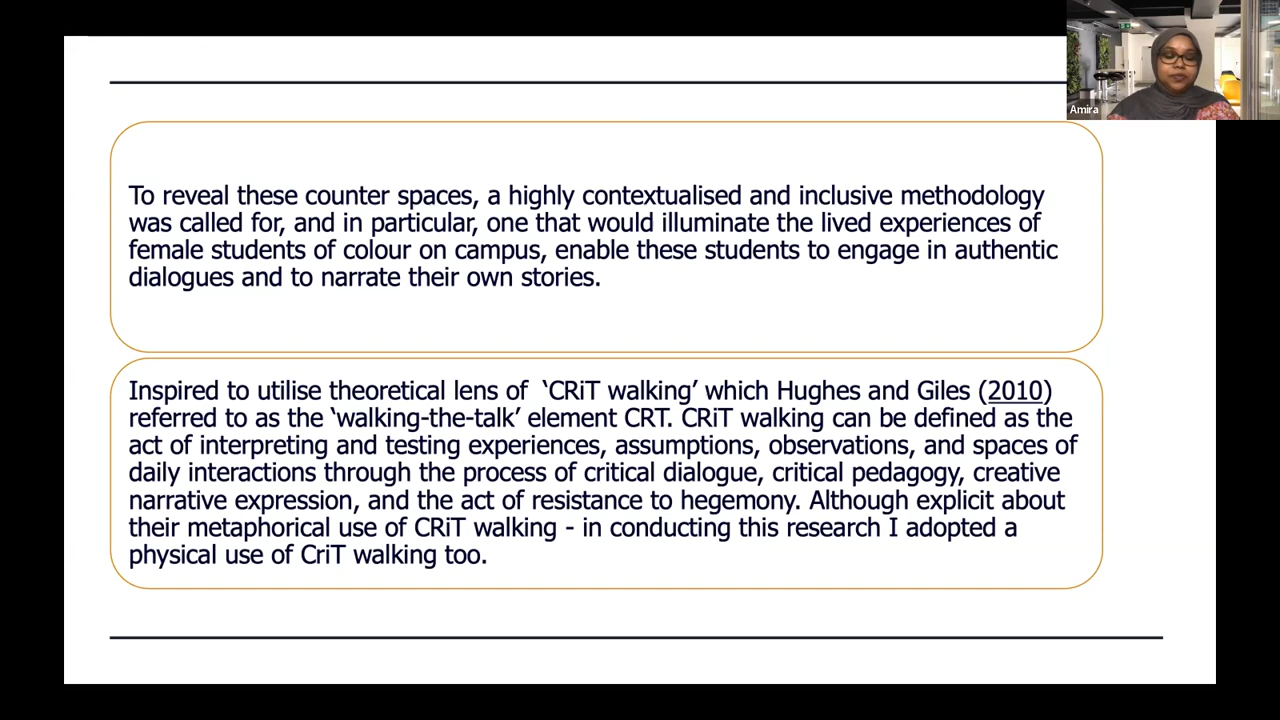 Amira
To reveal these counter spaces, a highly contextualised and inclusive methodology
was called for, and in particular, one that would illuminate the lived experiences of
female students of colour on campus, enable these students to engage in authentic
dialogues and to narrate their own stories.
Inspired to utilise theoretical lens of ‘CRiT walking’ which Hughes and Giles (2010)
referred to as the ‘walking-the-talk’ element CRT. CRiT walking can be defined as the
act of interpreting and testing experiences, assumptions, observations, and spaces of
daily interactions through the process of critical dialogue, critical pedagogy, creative
narrative expression, and the act of resistance to hegemony. Although explicit about
their metaphorical use of CRiT walking - in conducting this research I adopted a
physical use of CriT walking too.